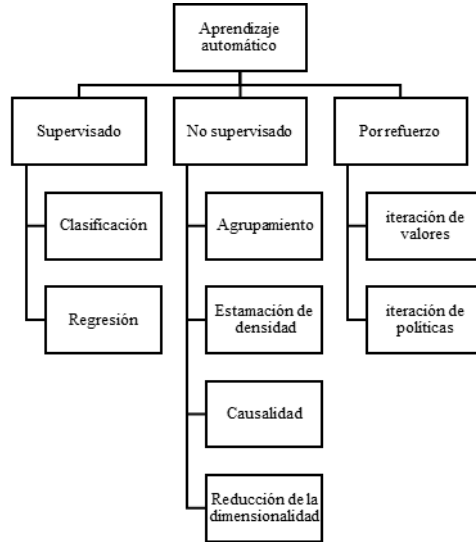 Aprendizaje
automático
Supervisado
No supervisado
Por refuerzo
Clasificación
Agrupamiento
iteración de
valores
Regresión
Estamación de
densidad
iteración de
políticas
Causalidad
Reducción de la
dimensionalidad